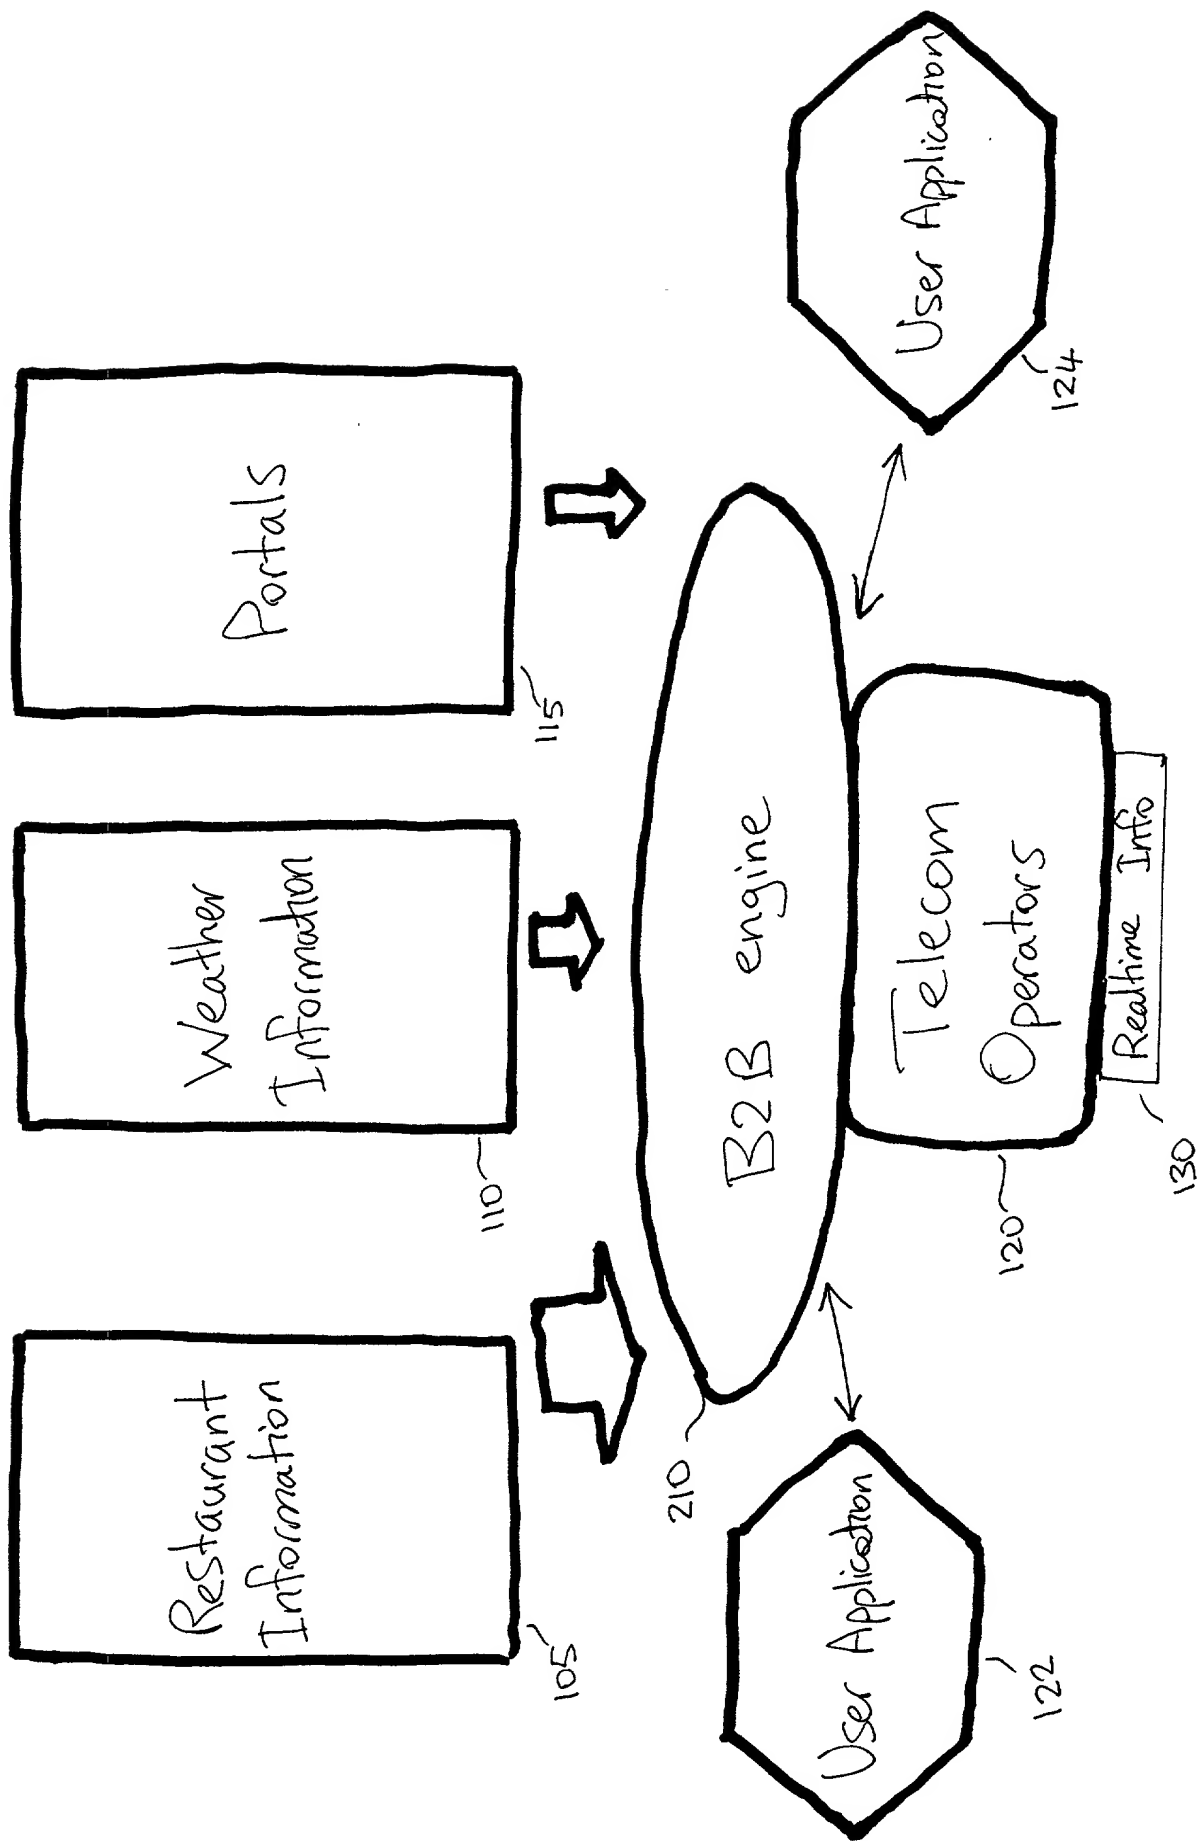 Restaurant
Information
105
Weather
Information
110
Portals
115
B2B engine
210
Telecom
Operators
120
Realtime Info
130
User Application
122
User Application
124